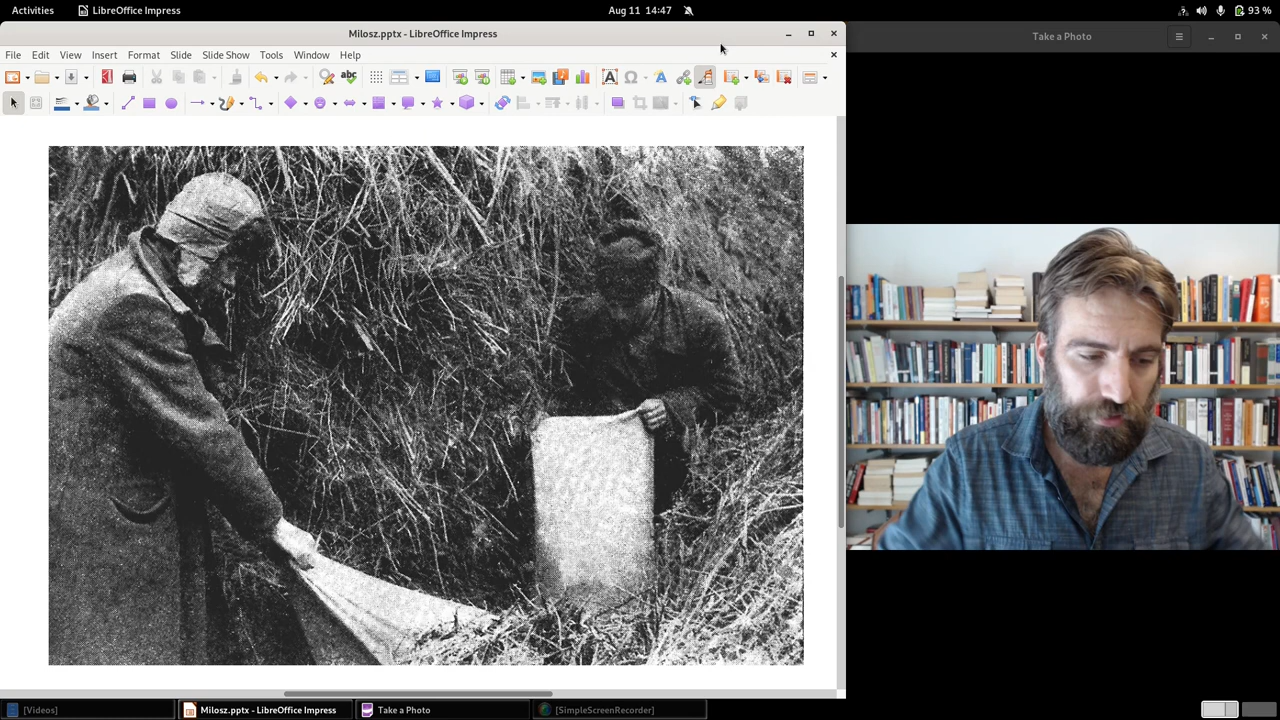 Activities
LibreOffice Impress
Aug 11 14:47
93 %
Milosz.pptx - LibreOffice Impress
Take a Photo
File Edit View Insert Format Slide Slide Show Tools Window Help
abc
[Videos]
Milosz.pptx - LibreOffice Impress
Take a Photo
[SimpleScreenRecorder]